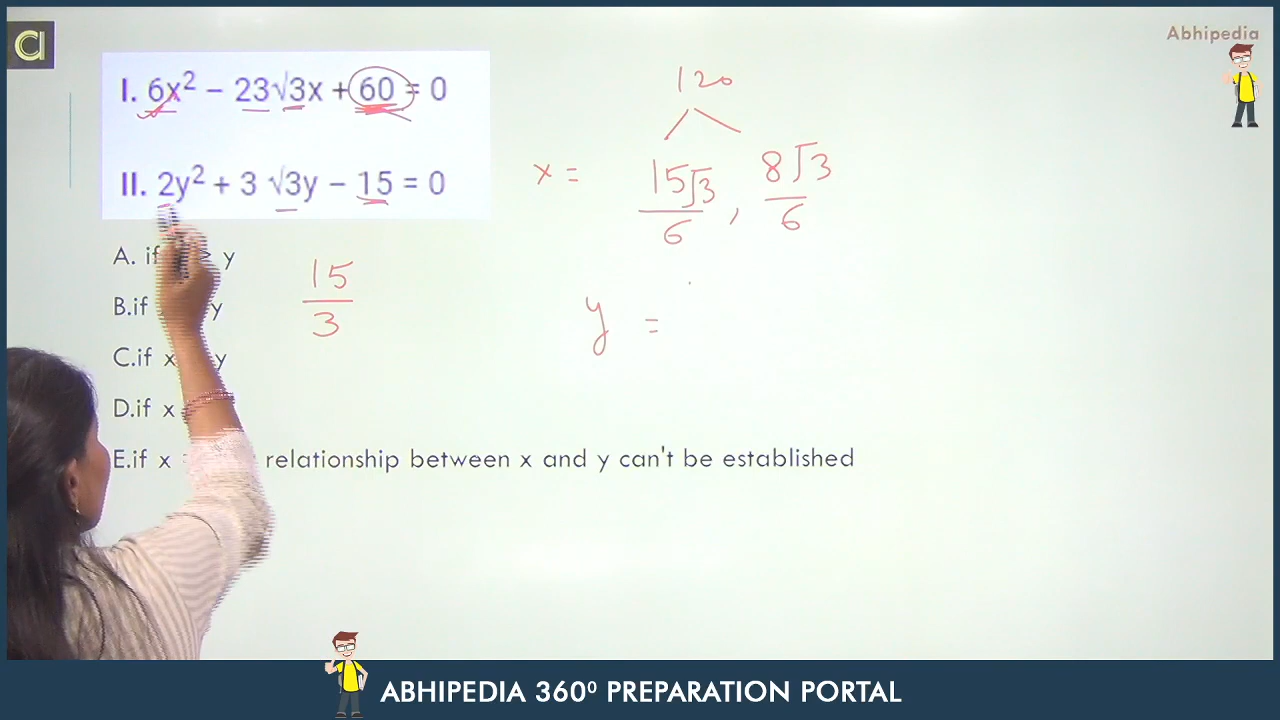 Abhipedia
I. 6x² − 23√3x + 60 = 0
II. 2y² + 3 √3y − 15 = 0
120
x = 15√3/6 , 8√3/6
15/3
y =
A. if y
B.if y
C.if x y
D.if x
E.if x relationship between x and y can't be established
ABHIPEDIA 360⁰ PREPARATION PORTAL